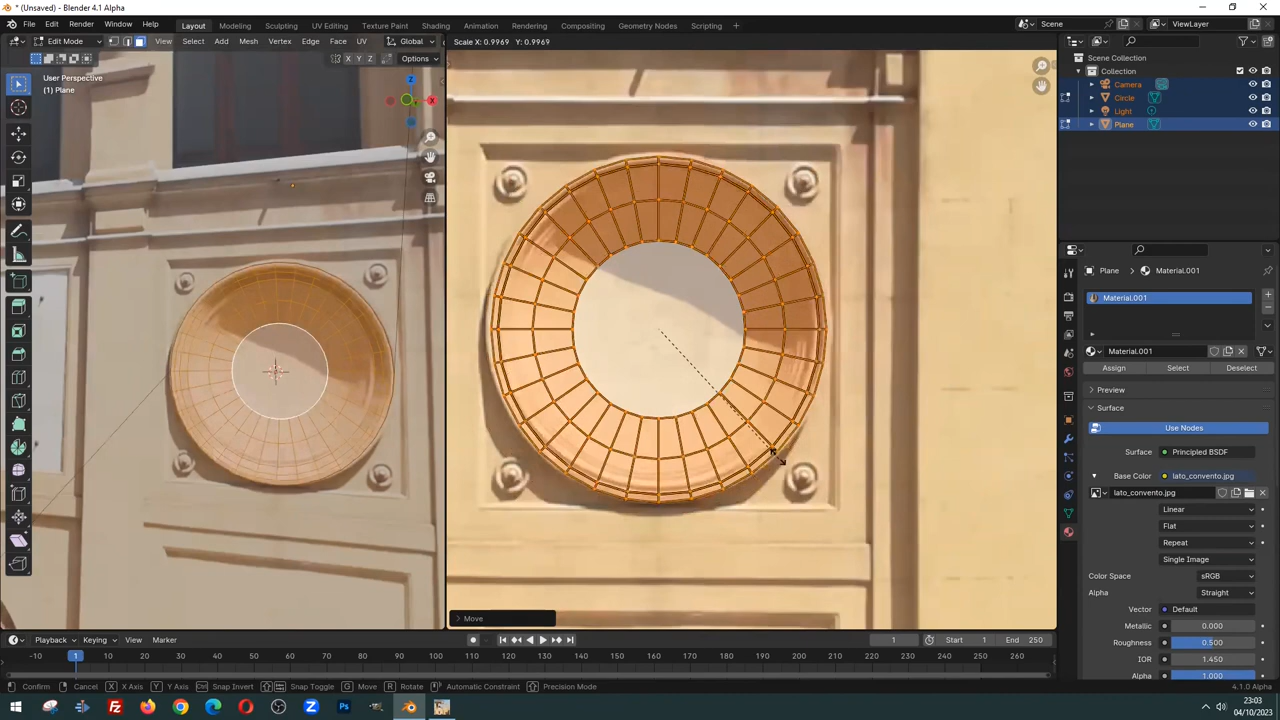 * (Unsaved) - Blender 4.1 Alpha
File Edit Render Window Help Layout Modeling Sculpting UV Editing Texture Paint Shading Animation Rendering Compositing Geometry Nodes Scripting Scene ViewLayer
Edit Mode View Select Add Mesh Vertex Edge Face UV Global
Scale X: 0.9969 Y: 0.9969
X Y Z Options
User Perspective
(1) Plane
Z
X
Scene Collection
Collection
Camera
Circle
Light
Plane
Plane Material.001
Material.001
Material.001
Assign Select Deselect
Preview
Surface
Use Nodes
Surface Principled BSDF
Base Color lato_convento.jpg
lato_convento.jpg
Linear
Flat
Repeat
Single Image
Color Space sRGB
Alpha Straight
Vector Default
Metallic 0.000
Roughness 0.500
IOR 1.450
Alpha 1.000
Move
Playback Keying View Marker 1 Start 1 End 250
-10 1 10 20 30 40 50 60 70 80 90 100 110 120 130 140 150 160 170 180 190 200 210 220 230 240 250 260
Confirm Cancel X X Axis Y Y Axis Snap Invert Snap Toggle G Move R Rotate Automatic Constraint Precision Mode 4.1.0 Alpha
23:03
04/10/2023